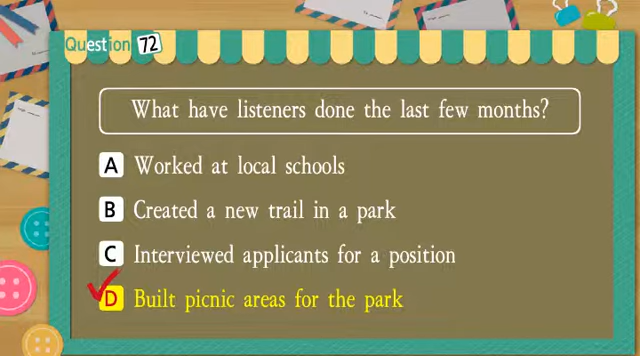 Question 72
What have listeners done the last few months?
A Worked at local schools
B Created a new trail in a park
C Interviewed applicants for a position
D Built picnic areas for the park